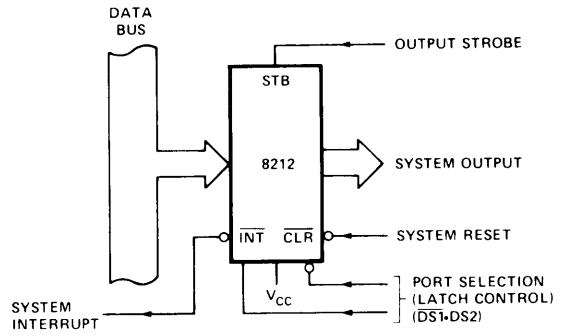 DATA
BUS
OUTPUT STROBE
STB
8212
SYSTEM OUTPUT
INT
CLR
SYSTEM RESET
VCC
PORT SELECTION
(LATCH CONTROL)
(DS1•DS2)
SYSTEM
INTERRUPT